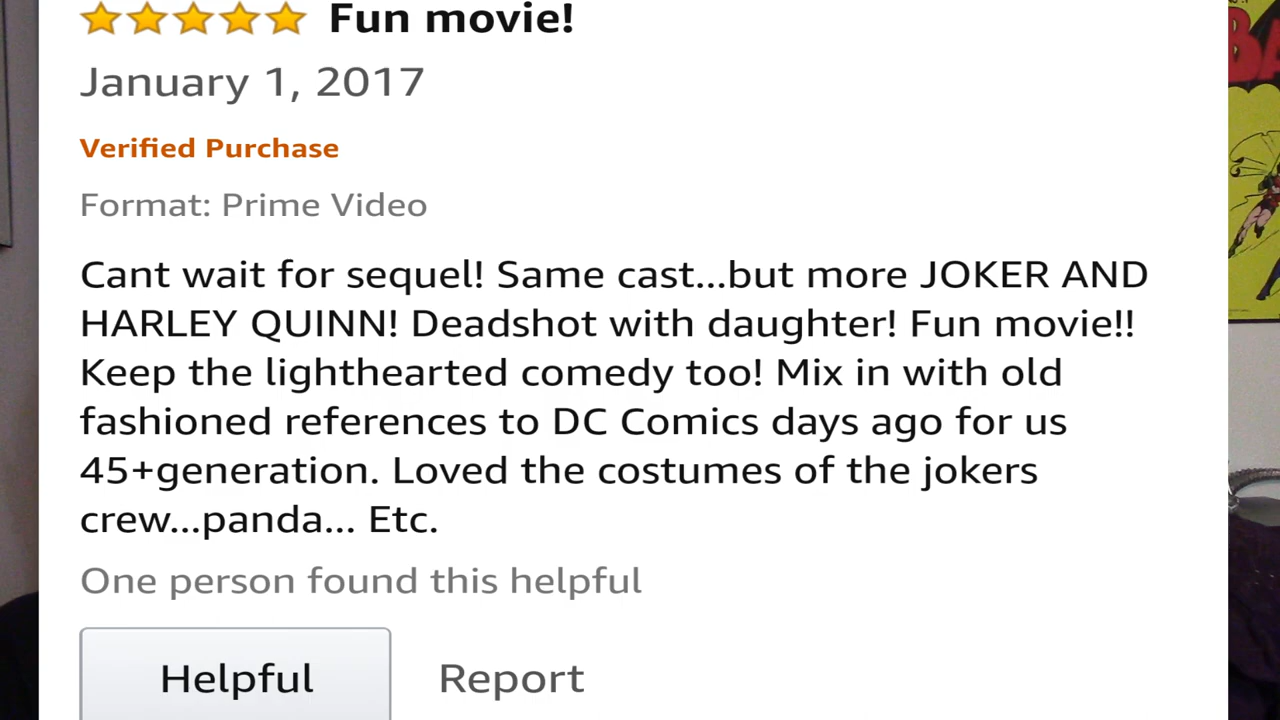 Fun movie!
January 1, 2017
Verified Purchase
Format: Prime Video
Cant wait for sequel! Same cast...but more JOKER AND
HARLEY QUINN! Deadshot with daughter! Fun movie!!
Keep the lighthearted comedy too! Mix in with old
fashioned references to DC Comics days ago for us
45+generation. Loved the costumes of the jokers
crew...panda... Etc.
One person found this helpful
Helpful
Report